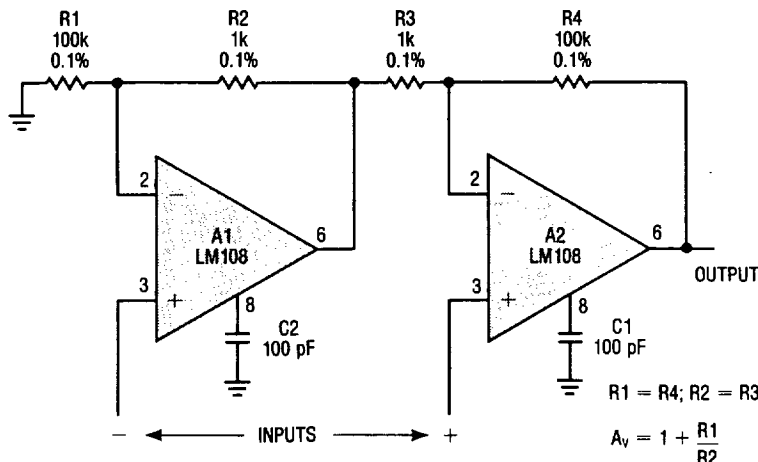 R1
100k
0.1%
R2
1k
0.1%
R3
1k
0.1%
R4
100k
0.1%
2
−
A1
LM108
6
3
+
8
C2
100 pF
2
−
A2
LM108
6
OUTPUT
3
+
8
C1
100 pF
R1 = R4; R2 = R3
− INPUTS +
Av = 1 + R1/R2